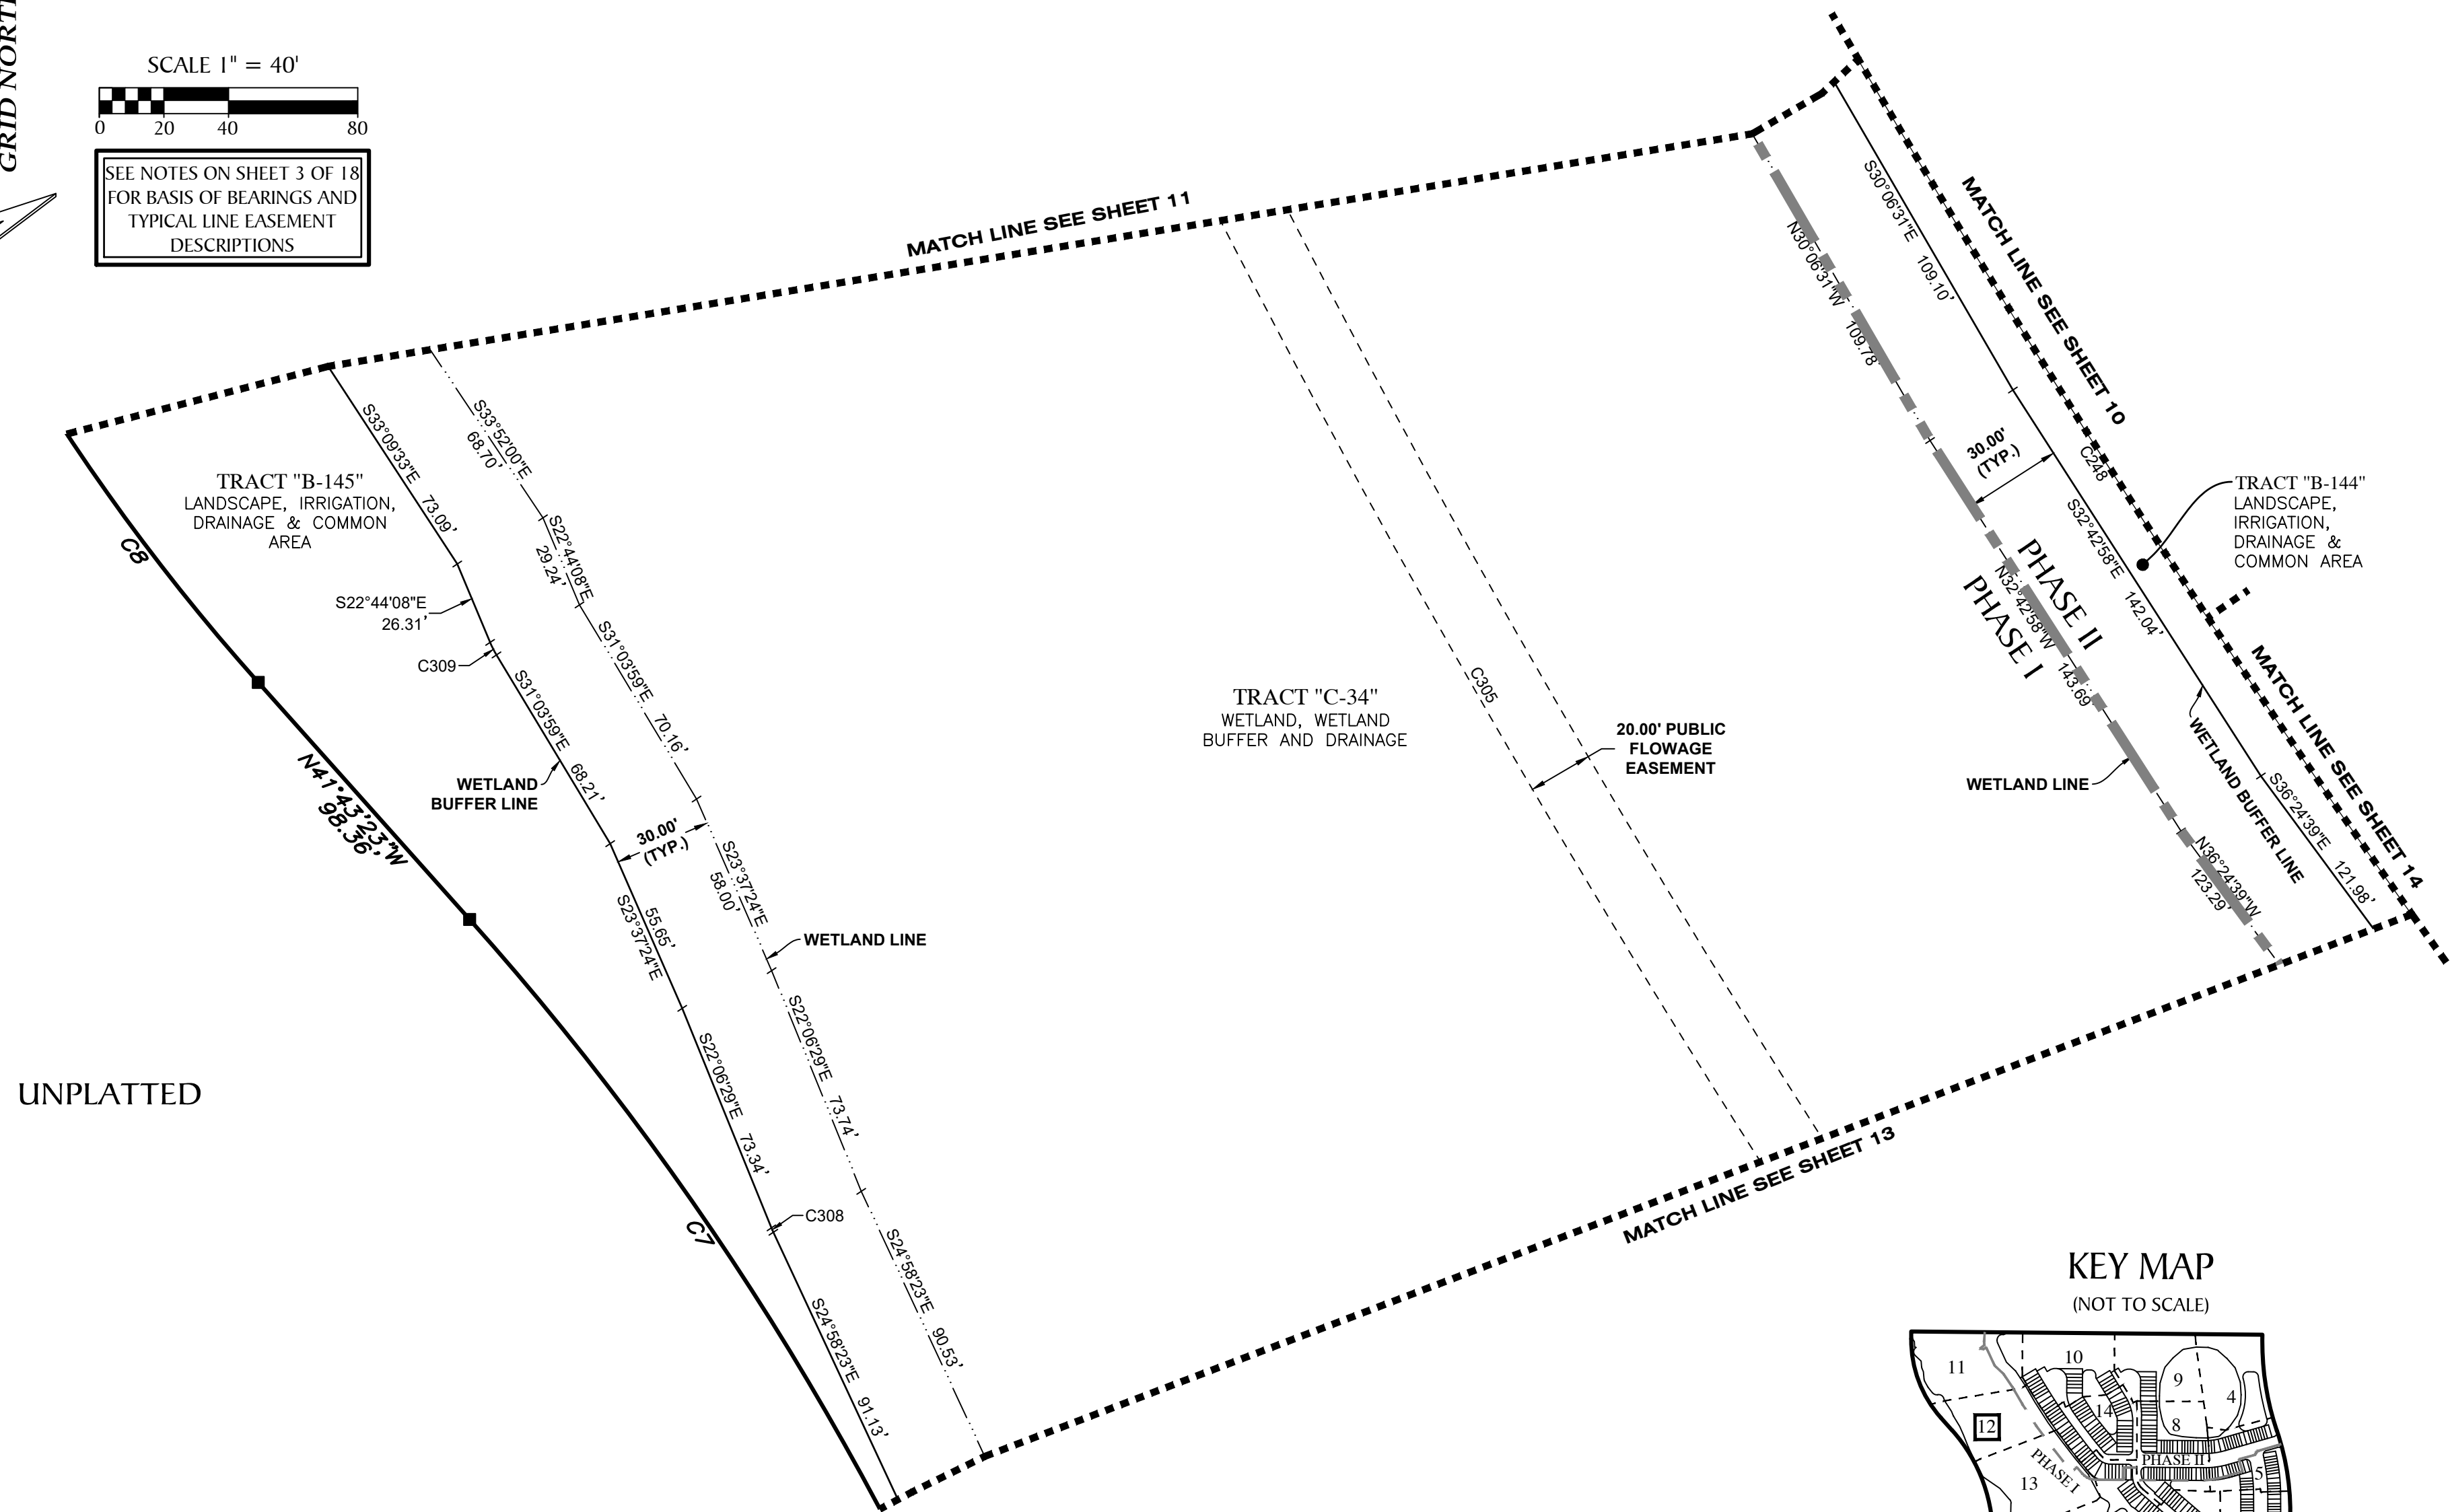 GRID NORTH
SCALE 1" = 40'
0 20 40 80
SEE NOTES ON SHEET 3 OF 18
FOR BASIS OF BEARINGS AND
TYPICAL LINE EASEMENT
DESCRIPTIONS
MATCH LINE SEE SHEET 11
S30°06'31"E 109.10'
MATCH LINE SEE SHEET 10
N30°06'31"W 109.78'
S33°09'33"E 73.09'
S33°52'00"E
68.70'
TRACT "B-145"
LANDSCAPE, IRRIGATION,
DRAINAGE & COMMON
AREA
C8
30.00'
(TYP.)
C248
S32°42'58"E 142.04'
TRACT "B-144"
LANDSCAPE,
IRRIGATION,
DRAINAGE &
COMMON AREA
S22°44'08"E
29.24'
S22°44'08"E
26.31'
PHASE II
N32°42'58"W 143.69'
PHASE I
C309
S31°03'59"E 68.21'
S31°03'59"E 70.16'
TRACT "C-34"
WETLAND, WETLAND
BUFFER AND DRAINAGE
C305
20.00' PUBLIC
FLOWAGE
EASEMENT
MATCH LINE SEE SHEET 14
WETLAND LINE
WETLAND BUFFER LINE
S36°24'39"E 121.98'
N36°24'39"W
123.29'
N41°43'23"W
98.36'
WETLAND
BUFFER LINE
30.00'
(TYP.)
S23°37'24"E
58.00'
55.65'
S23°37'24"E
WETLAND LINE
S22°06'29"E 73.74'
S22°06'29"E 73.34'
UNPLATTED
MATCH LINE SEE SHEET 13
C308
C7
S24°58'23"E 90.53'
S24°58'23"E 91.13'
KEY MAP
(NOT TO SCALE)
11
10
9
4
12
14
8
PHASE II
PHASE I
5
13